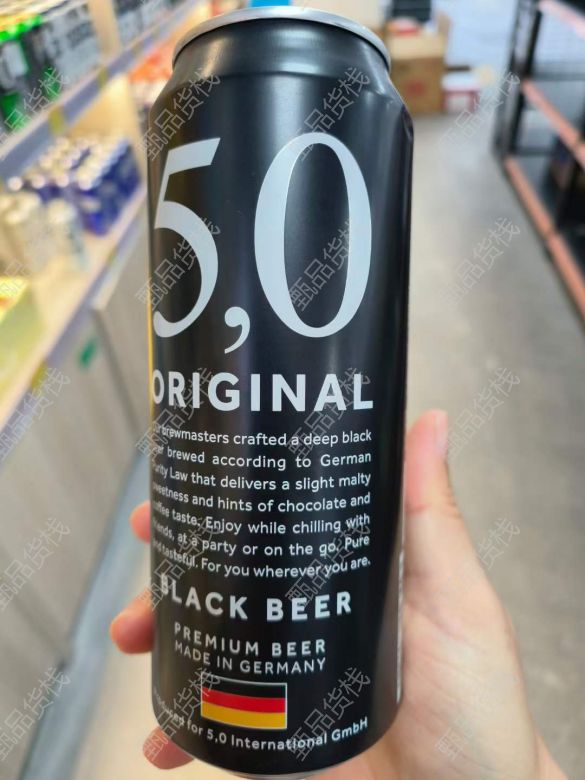 5,0
ORIGINAL
brewmasters crafted a deep black
brewed according to German
Law that delivers a slight malty
and hints of chocolate and
taste. Enjoy while chilling with
at a party or on the go. Pure
tasteful. For you wherever you are.
BLACK BEER
PREMIUM BEER
MADE IN GERMANY
for 5.0 International GmbH
甄品货栈